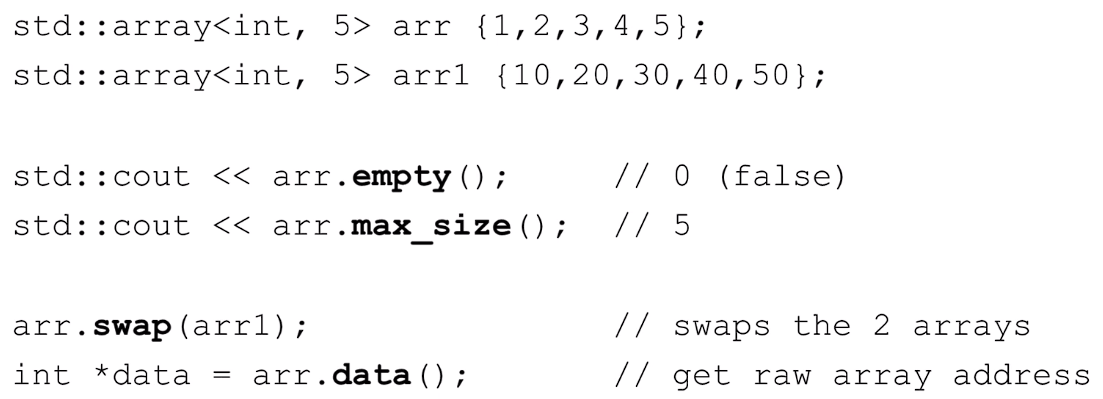 std::array<int, 5> arr {1,2,3,4,5};
std::array<int, 5> arr1 {10,20,30,40,50};
std::cout << arr.empty();     // 0 (false)
std::cout << arr.max_size();  // 5
arr.swap(arr1);               // swaps the 2 arrays
int *data = arr.data();       // get raw array address